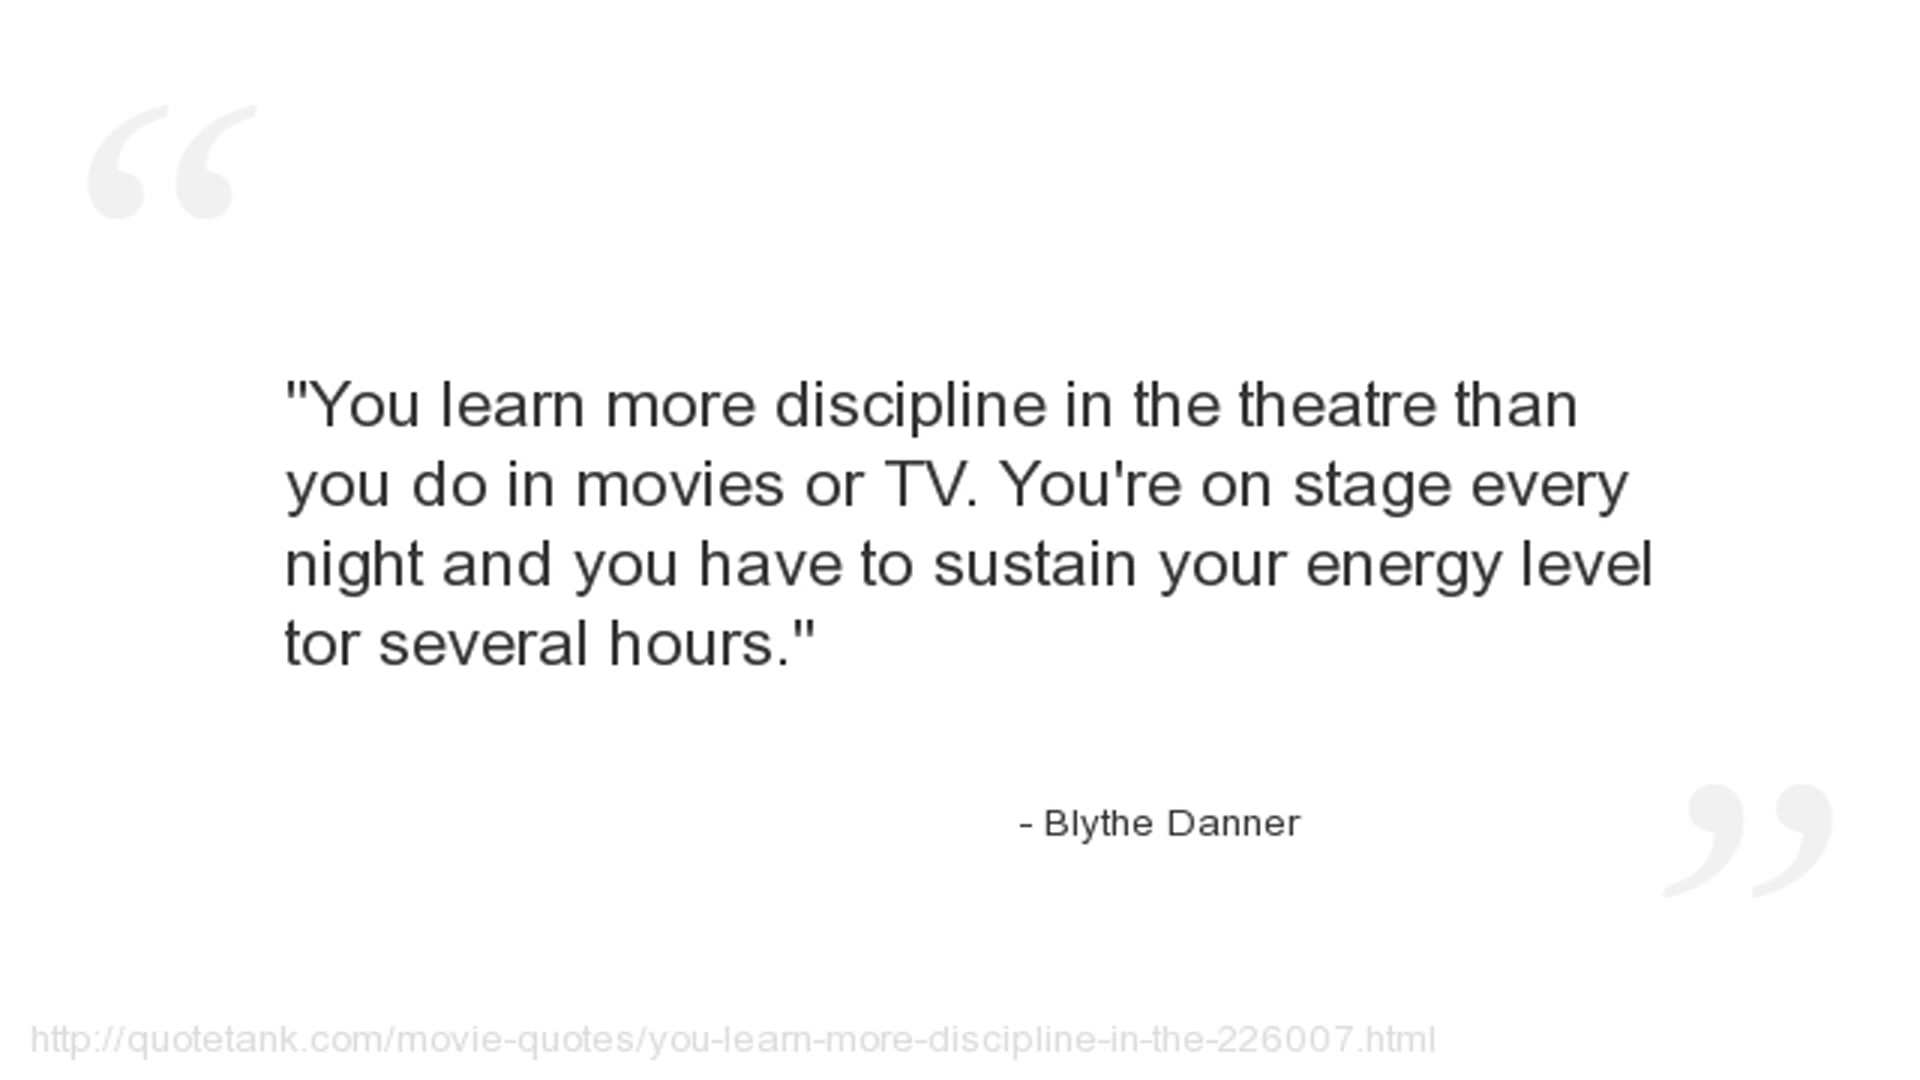 "You learn more discipline in the theatre than
you do in movies or TV. You're on stage every
night and you have to sustain your energy level
tor several hours."
- Blythe Danner
http://quotetank.com/movie-quotes/you-learn-more-discipline-in-the-226007.html